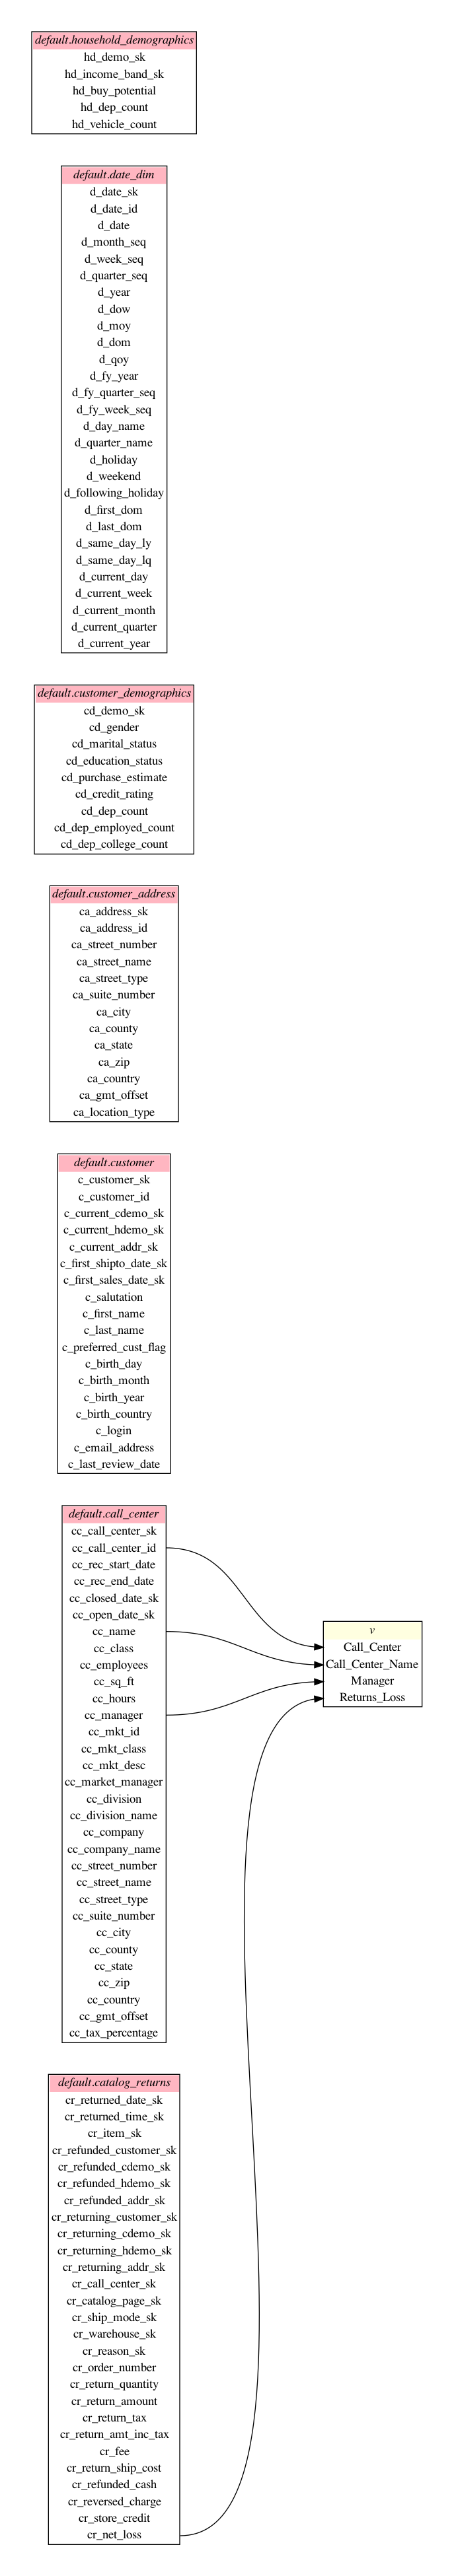 default.household_demographics
hd_demo_sk
hd_income_band_sk
hd_buy_potential
hd_dep_count
hd_vehicle_count
default.date_dim
d_date_sk
d_date_id
d_date
d_month_seq
d_week_seq
d_quarter_seq
d_year
d_dow
d_moy
d_dom
d_qoy
d_fy_year
d_fy_quarter_seq
d_fy_week_seq
d_day_name
d_quarter_name
d_holiday
d_weekend
d_following_holiday
d_first_dom
d_last_dom
d_same_day_ly
d_same_day_lq
d_current_day
d_current_week
d_current_month
d_current_quarter
d_current_year
default.customer_demographics
cd_demo_sk
cd_gender
cd_marital_status
cd_education_status
cd_purchase_estimate
cd_credit_rating
cd_dep_count
cd_dep_employed_count
cd_dep_college_count
default.customer_address
ca_address_sk
ca_address_id
ca_street_number
ca_street_name
ca_street_type
ca_suite_number
ca_city
ca_county
ca_state
ca_zip
ca_country
ca_gmt_offset
ca_location_type
default.customer
c_customer_sk
c_customer_id
c_current_cdemo_sk
c_current_hdemo_sk
c_current_addr_sk
c_first_shipto_date_sk
c_first_sales_date_sk
c_salutation
c_first_name
c_last_name
c_preferred_cust_flag
c_birth_day
c_birth_month
c_birth_year
c_birth_country
c_login
c_email_address
c_last_review_date
default.call_center
cc_call_center_sk
cc_call_center_id
cc_rec_start_date
cc_rec_end_date
cc_closed_date_sk
cc_open_date_sk
cc_name
cc_class
cc_employees
cc_sq_ft
cc_hours
cc_manager
cc_mkt_id
cc_mkt_class
cc_mkt_desc
cc_market_manager
cc_division
cc_division_name
cc_company
cc_company_name
cc_street_number
cc_street_name
cc_street_type
cc_suite_number
cc_city
cc_county
cc_state
cc_zip
cc_country
cc_gmt_offset
cc_tax_percentage
v
Call_Center
Call_Center_Name
Manager
Returns_Loss
default.catalog_returns
cr_returned_date_sk
cr_returned_time_sk
cr_item_sk
cr_refunded_customer_sk
cr_refunded_cdemo_sk
cr_refunded_hdemo_sk
cr_refunded_addr_sk
cr_returning_customer_sk
cr_returning_cdemo_sk
cr_returning_hdemo_sk
cr_returning_addr_sk
cr_call_center_sk
cr_catalog_page_sk
cr_ship_mode_sk
cr_warehouse_sk
cr_reason_sk
cr_order_number
cr_return_quantity
cr_return_amount
cr_return_tax
cr_return_amt_inc_tax
cr_fee
cr_return_ship_cost
cr_refunded_cash
cr_reversed_charge
cr_store_credit
cr_net_loss